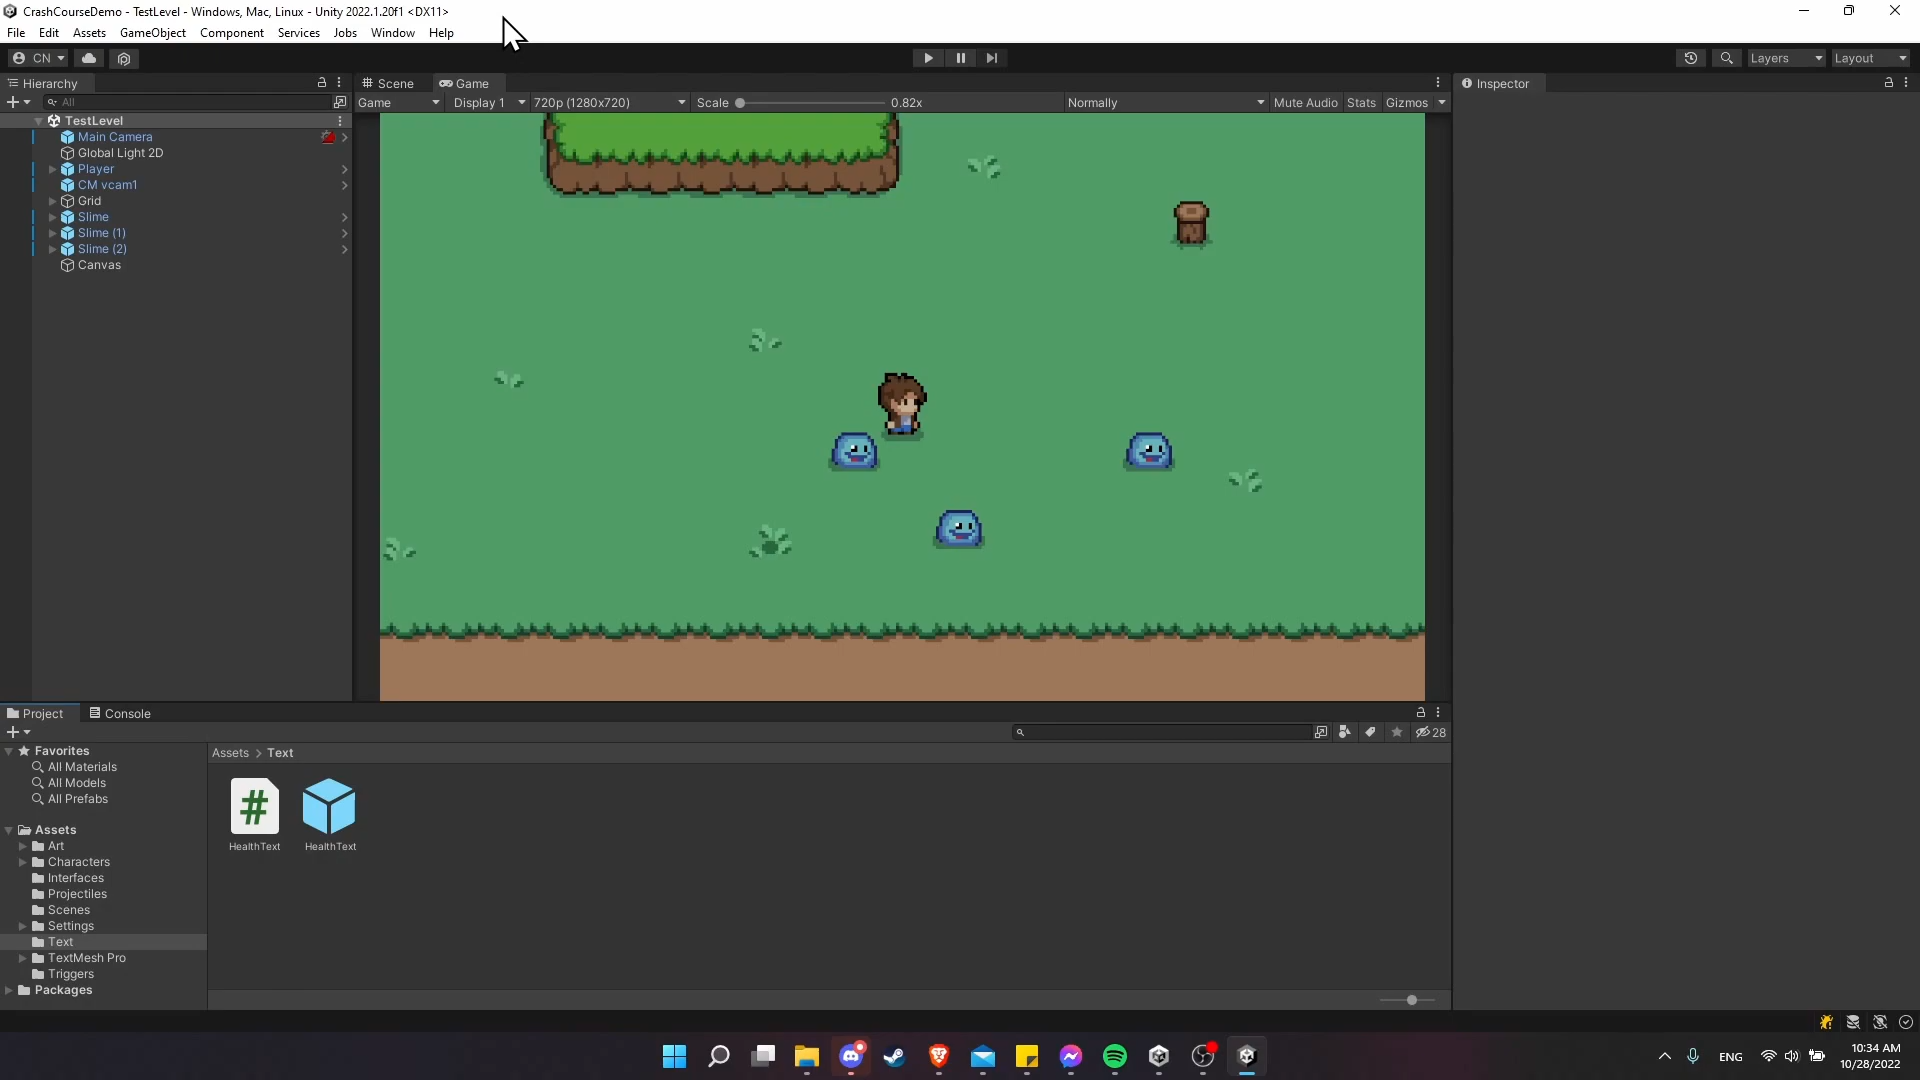 CrashCourseDemo - TestLevel - Windows, Mac, Linux - Unity 2022.1.20f1 <DX11>
File Edit Assets GameObject Component Services Jobs Window Help
CN Layers Layout
Hierarchy Scene Game Inspector
All Game Display 1 720p (1280x720) Scale 0.82x Normally Mute Audio Stats Gizmos
TestLevel
Main Camera
Global Light 2D
Player
CM vcam1
Grid
Slime
Slime (1)
Slime (2)
Canvas
Project Console
28
Favorites
All Materials
All Models
All Prefabs
Assets
Art
Characters
Interfaces
Projectiles
Scenes
Settings
Text
TextMesh Pro
Triggers
Packages
Assets > Text
#
HealthText HealthText
ENG
10:34 AM
10/28/2022